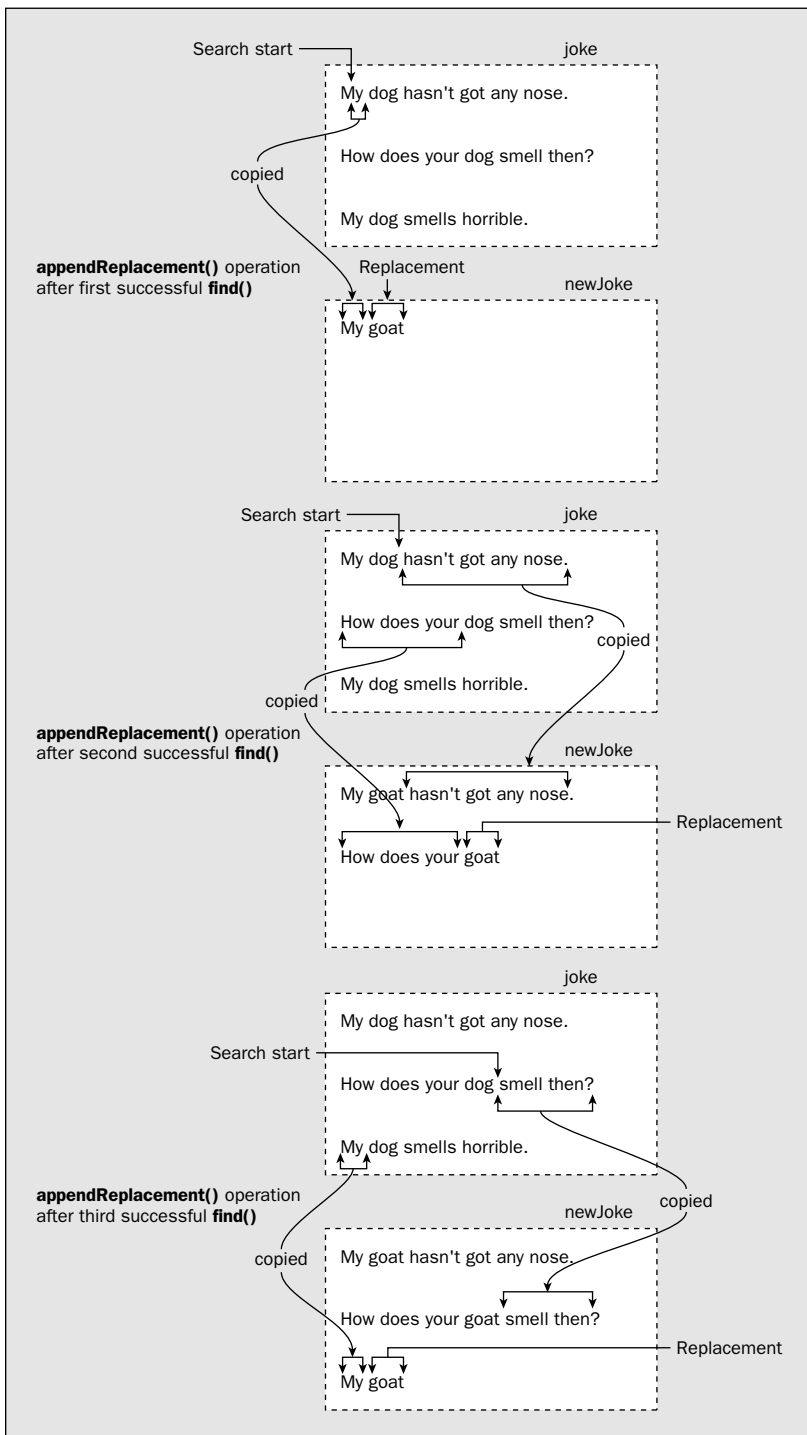 Search start
joke
My dog hasn't got any nose.
How does your dog smell then?
copied
My dog smells horrible.
appendReplacement() operation
after first successful find()
Replacement
newJoke
My goat
Search start
joke
My dog hasn't got any nose.
How does your dog smell then?
copied
My dog smells horrible.
copied
appendReplacement() operation
after second successful find()
newJoke
My goat hasn't got any nose.
Replacement
How does your goat
joke
My dog hasn't got any nose.
Search start
How does your dog smell then?
My dog smells horrible.
appendReplacement() operation
after third successful find()
copied
newJoke
copied
My goat hasn't got any nose.
How does your goat smell then?
Replacement
My goat